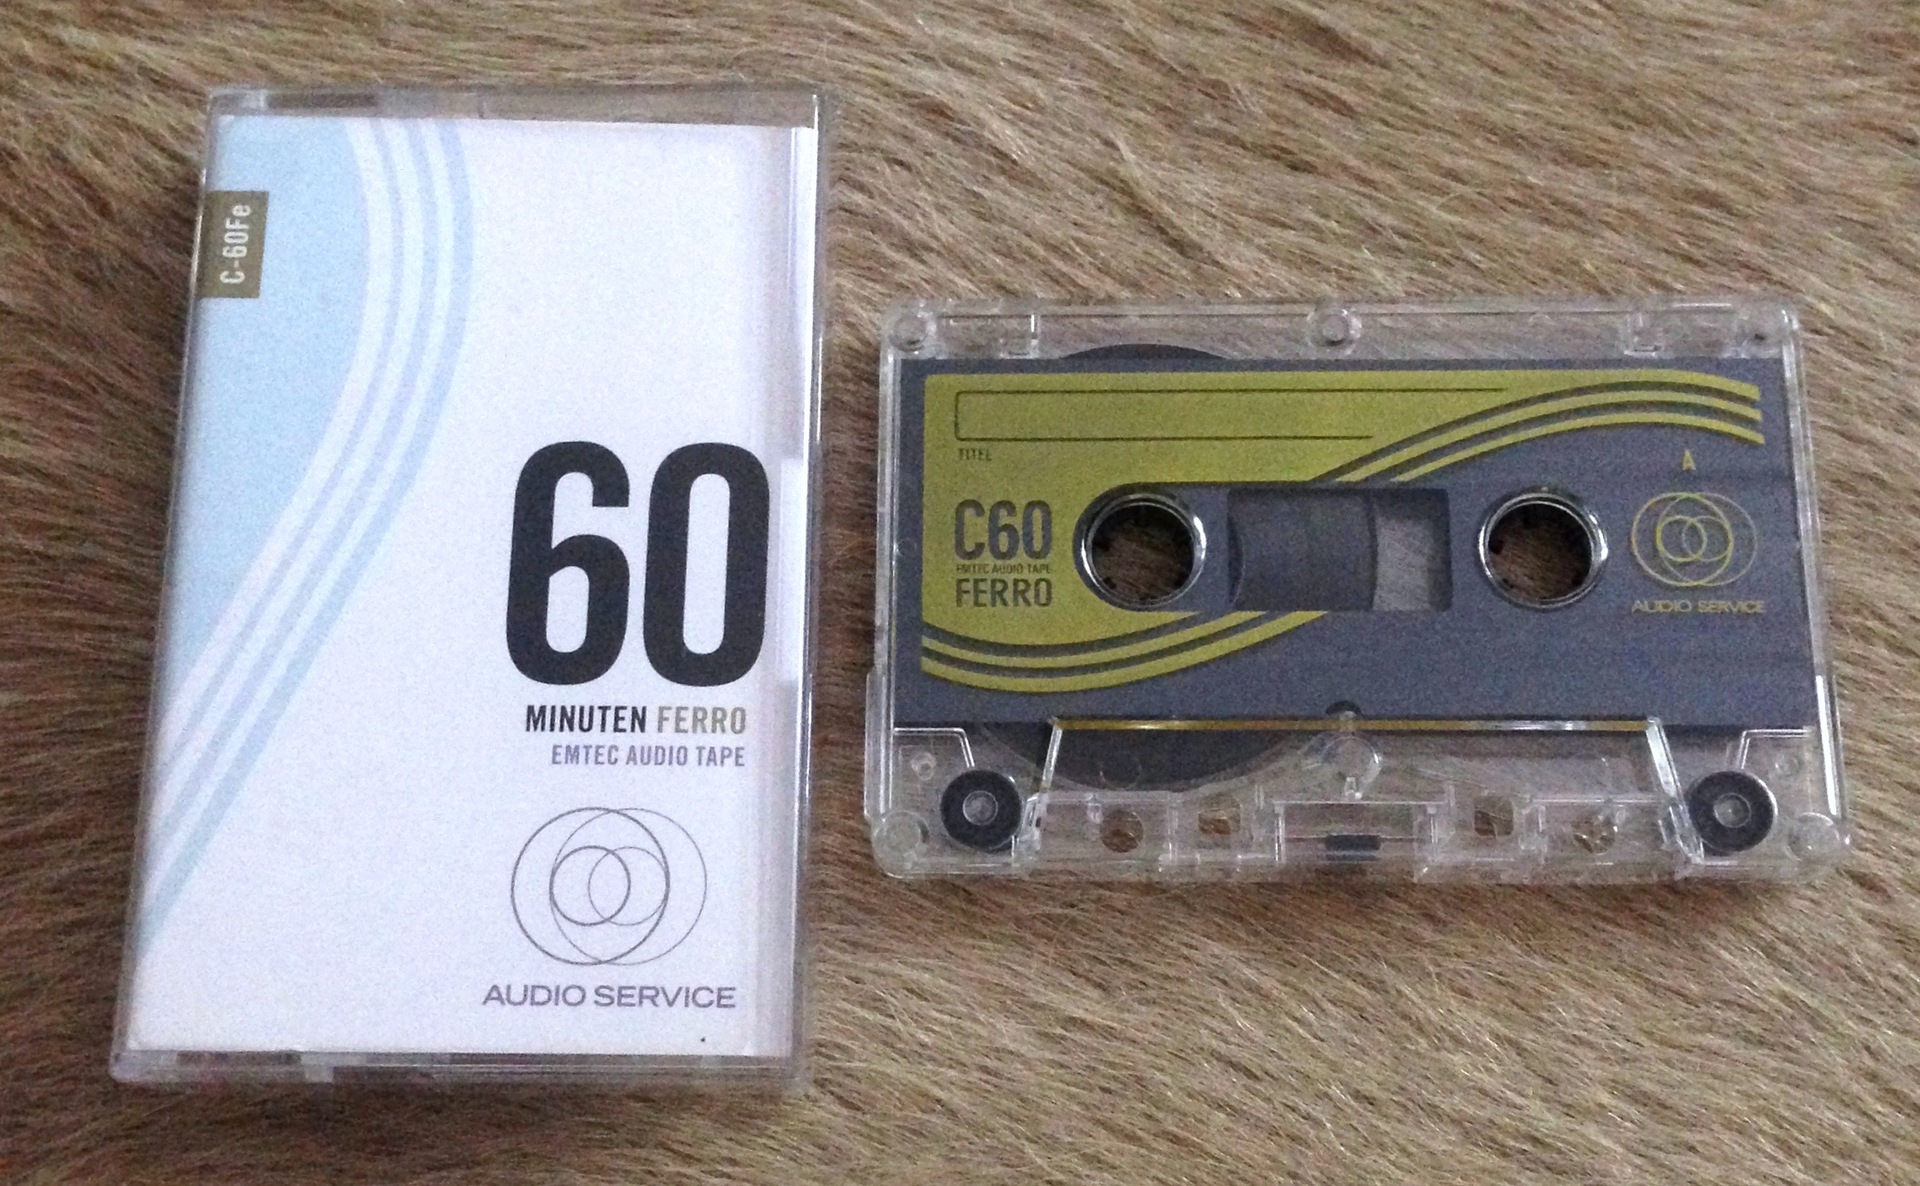 C-60Fe
60
MINUTEN FERRO
EMTEC AUDIO TAPE
AUDIO SERVICE
TITEL
A
C60
EMTEC AUDIO TAPE
FERRO
AUDIO SERVICE